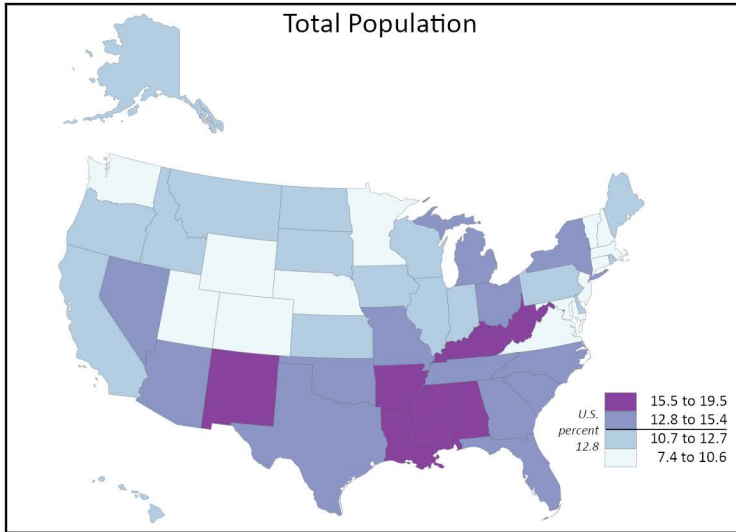 Total Population
15.5 to 19.5
U.S. 12.8 to 15.4
percent 10.7 to 12.7
12.8 7.4 to 10.6